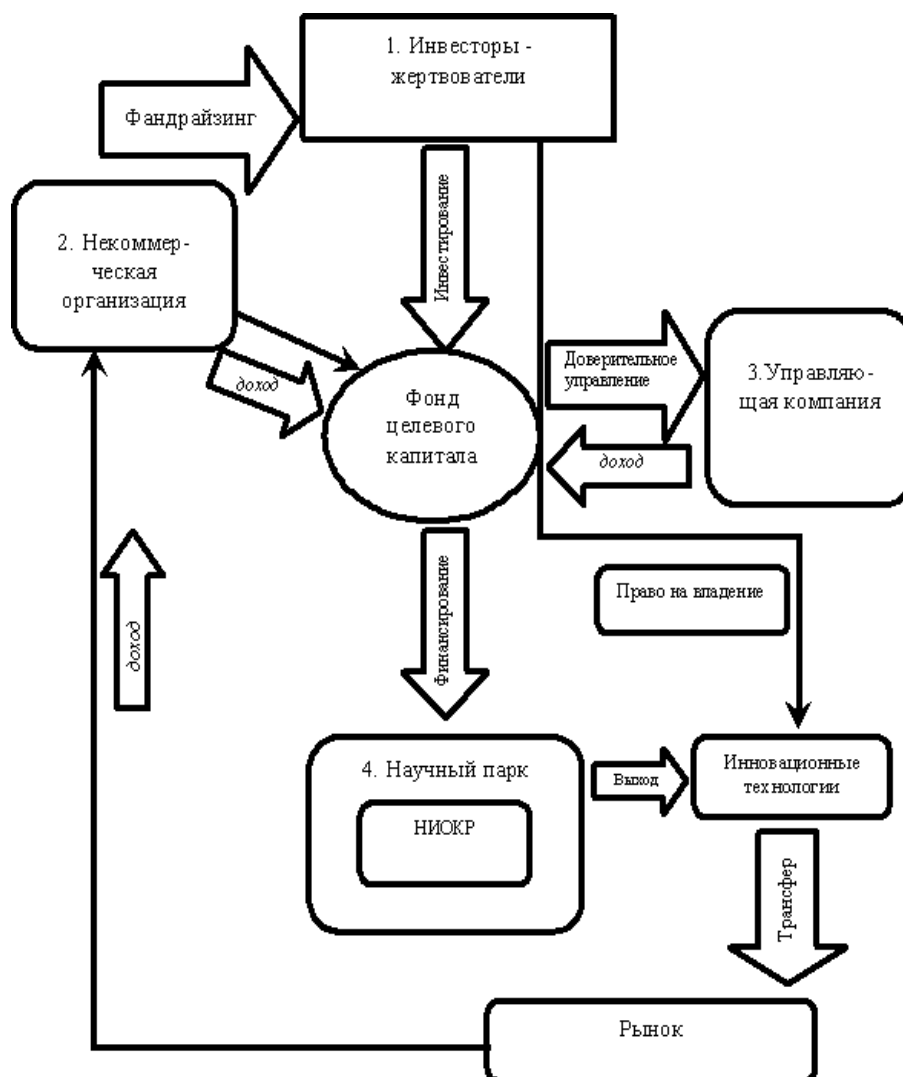 1. Инвесторы -
жертвователи
Фандрайзинг
Инвестирование
2. Некоммер-
ческая
организация
доход
Фонд
целевого
капитала
Доверительное
управление
3.Управляю-
щая компания
доход
Право на владение
доход
Финансирование
4. Научный парк
НИОКР
Выход
Инновационные
технологии
Трансфер
Рынок